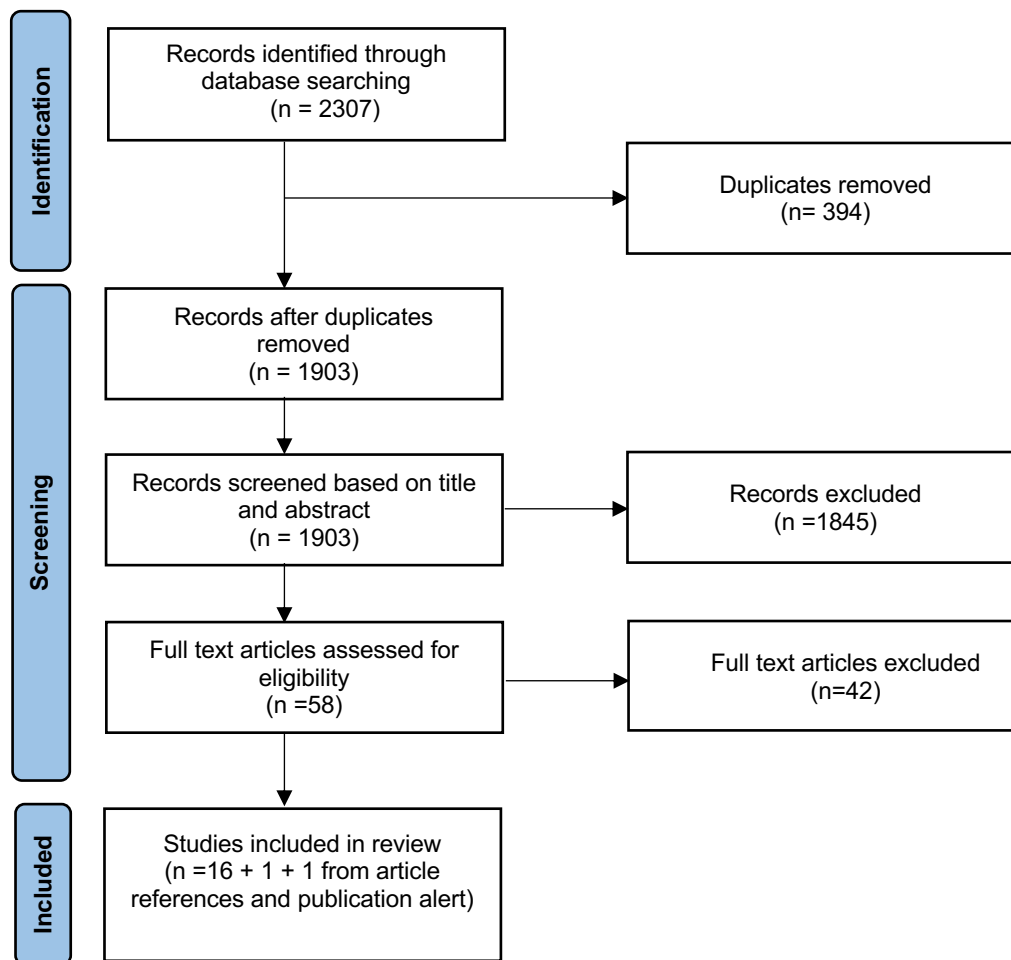 Identification
Records identified through
database searching
(n = 2307)
Duplicates removed
(n= 394)
Screening
Records after duplicates
removed
(n = 1903)
Records screened based on title
and abstract
(n = 1903)
Records excluded
(n =1845)
Full text articles assessed for
eligibility
(n =58)
Full text articles excluded
(n=42)
Included
Studies included in review
(n =16 + 1 + 1 from article
references and publication alert)